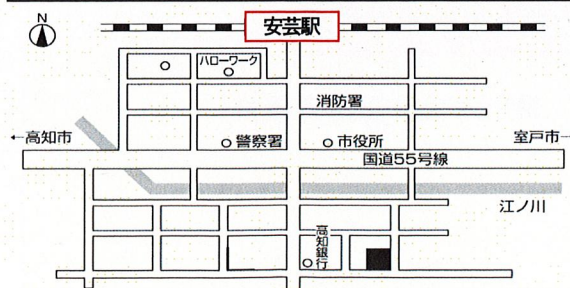 N
安芸駅
ハローワーク
消防署
←高知市
警察署
市役所
室戸市→
国道55号線
江ノ川
高知銀行